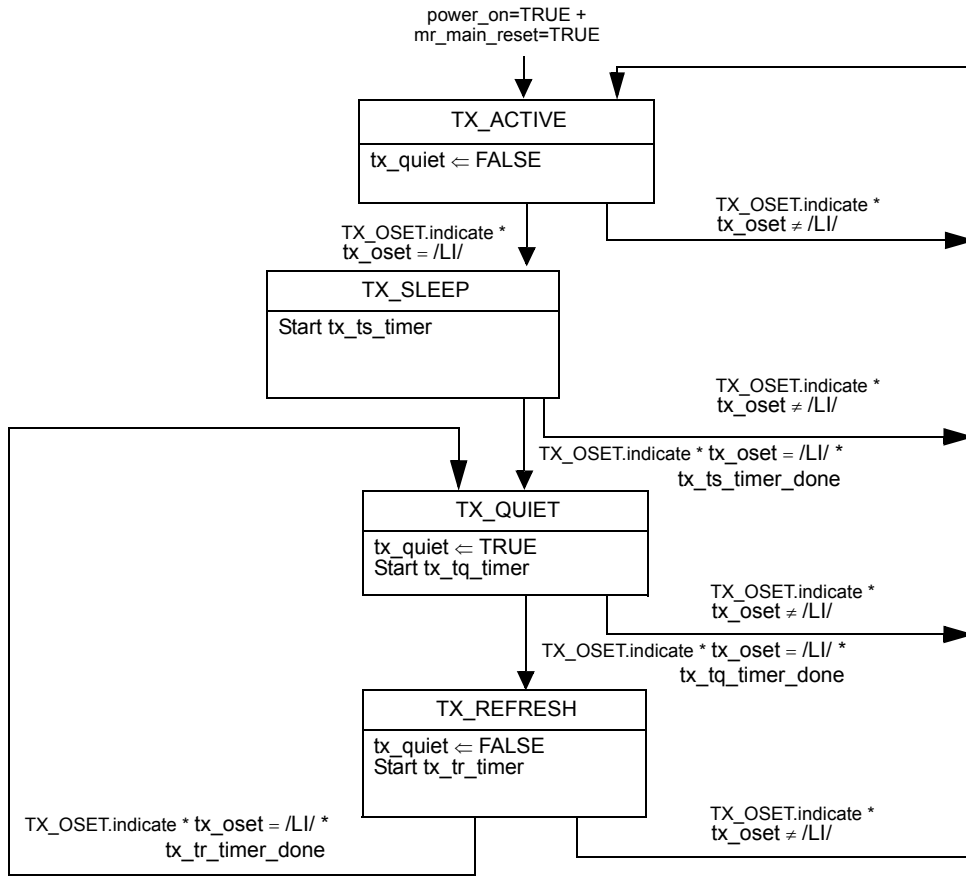 power_on=TRUE +
mr_main_reset=TRUE
TX_ACTIVE
tx_quiet ⇐ FALSE
TX_OSET.indicate *
tx_oset ≠ /LI/
TX_OSET.indicate *
tx_oset = /LI/
TX_SLEEP
Start tx_ts_timer
TX_OSET.indicate *
tx_oset ≠ /LI/
TX_OSET.indicate * tx_oset = /LI/ *
tx_ts_timer_done
TX_QUIET
tx_quiet ⇐ TRUE
Start tx_tq_timer
TX_OSET.indicate *
tx_oset ≠ /LI/
TX_OSET.indicate * tx_oset = /LI/ *
tx_tq_timer_done
TX_REFRESH
tx_quiet ⇐ FALSE
Start tx_tr_timer
TX_OSET.indicate * tx_oset = /LI/ *
tx_tr_timer_done
TX_OSET.indicate *
tx_oset ≠ /LI/